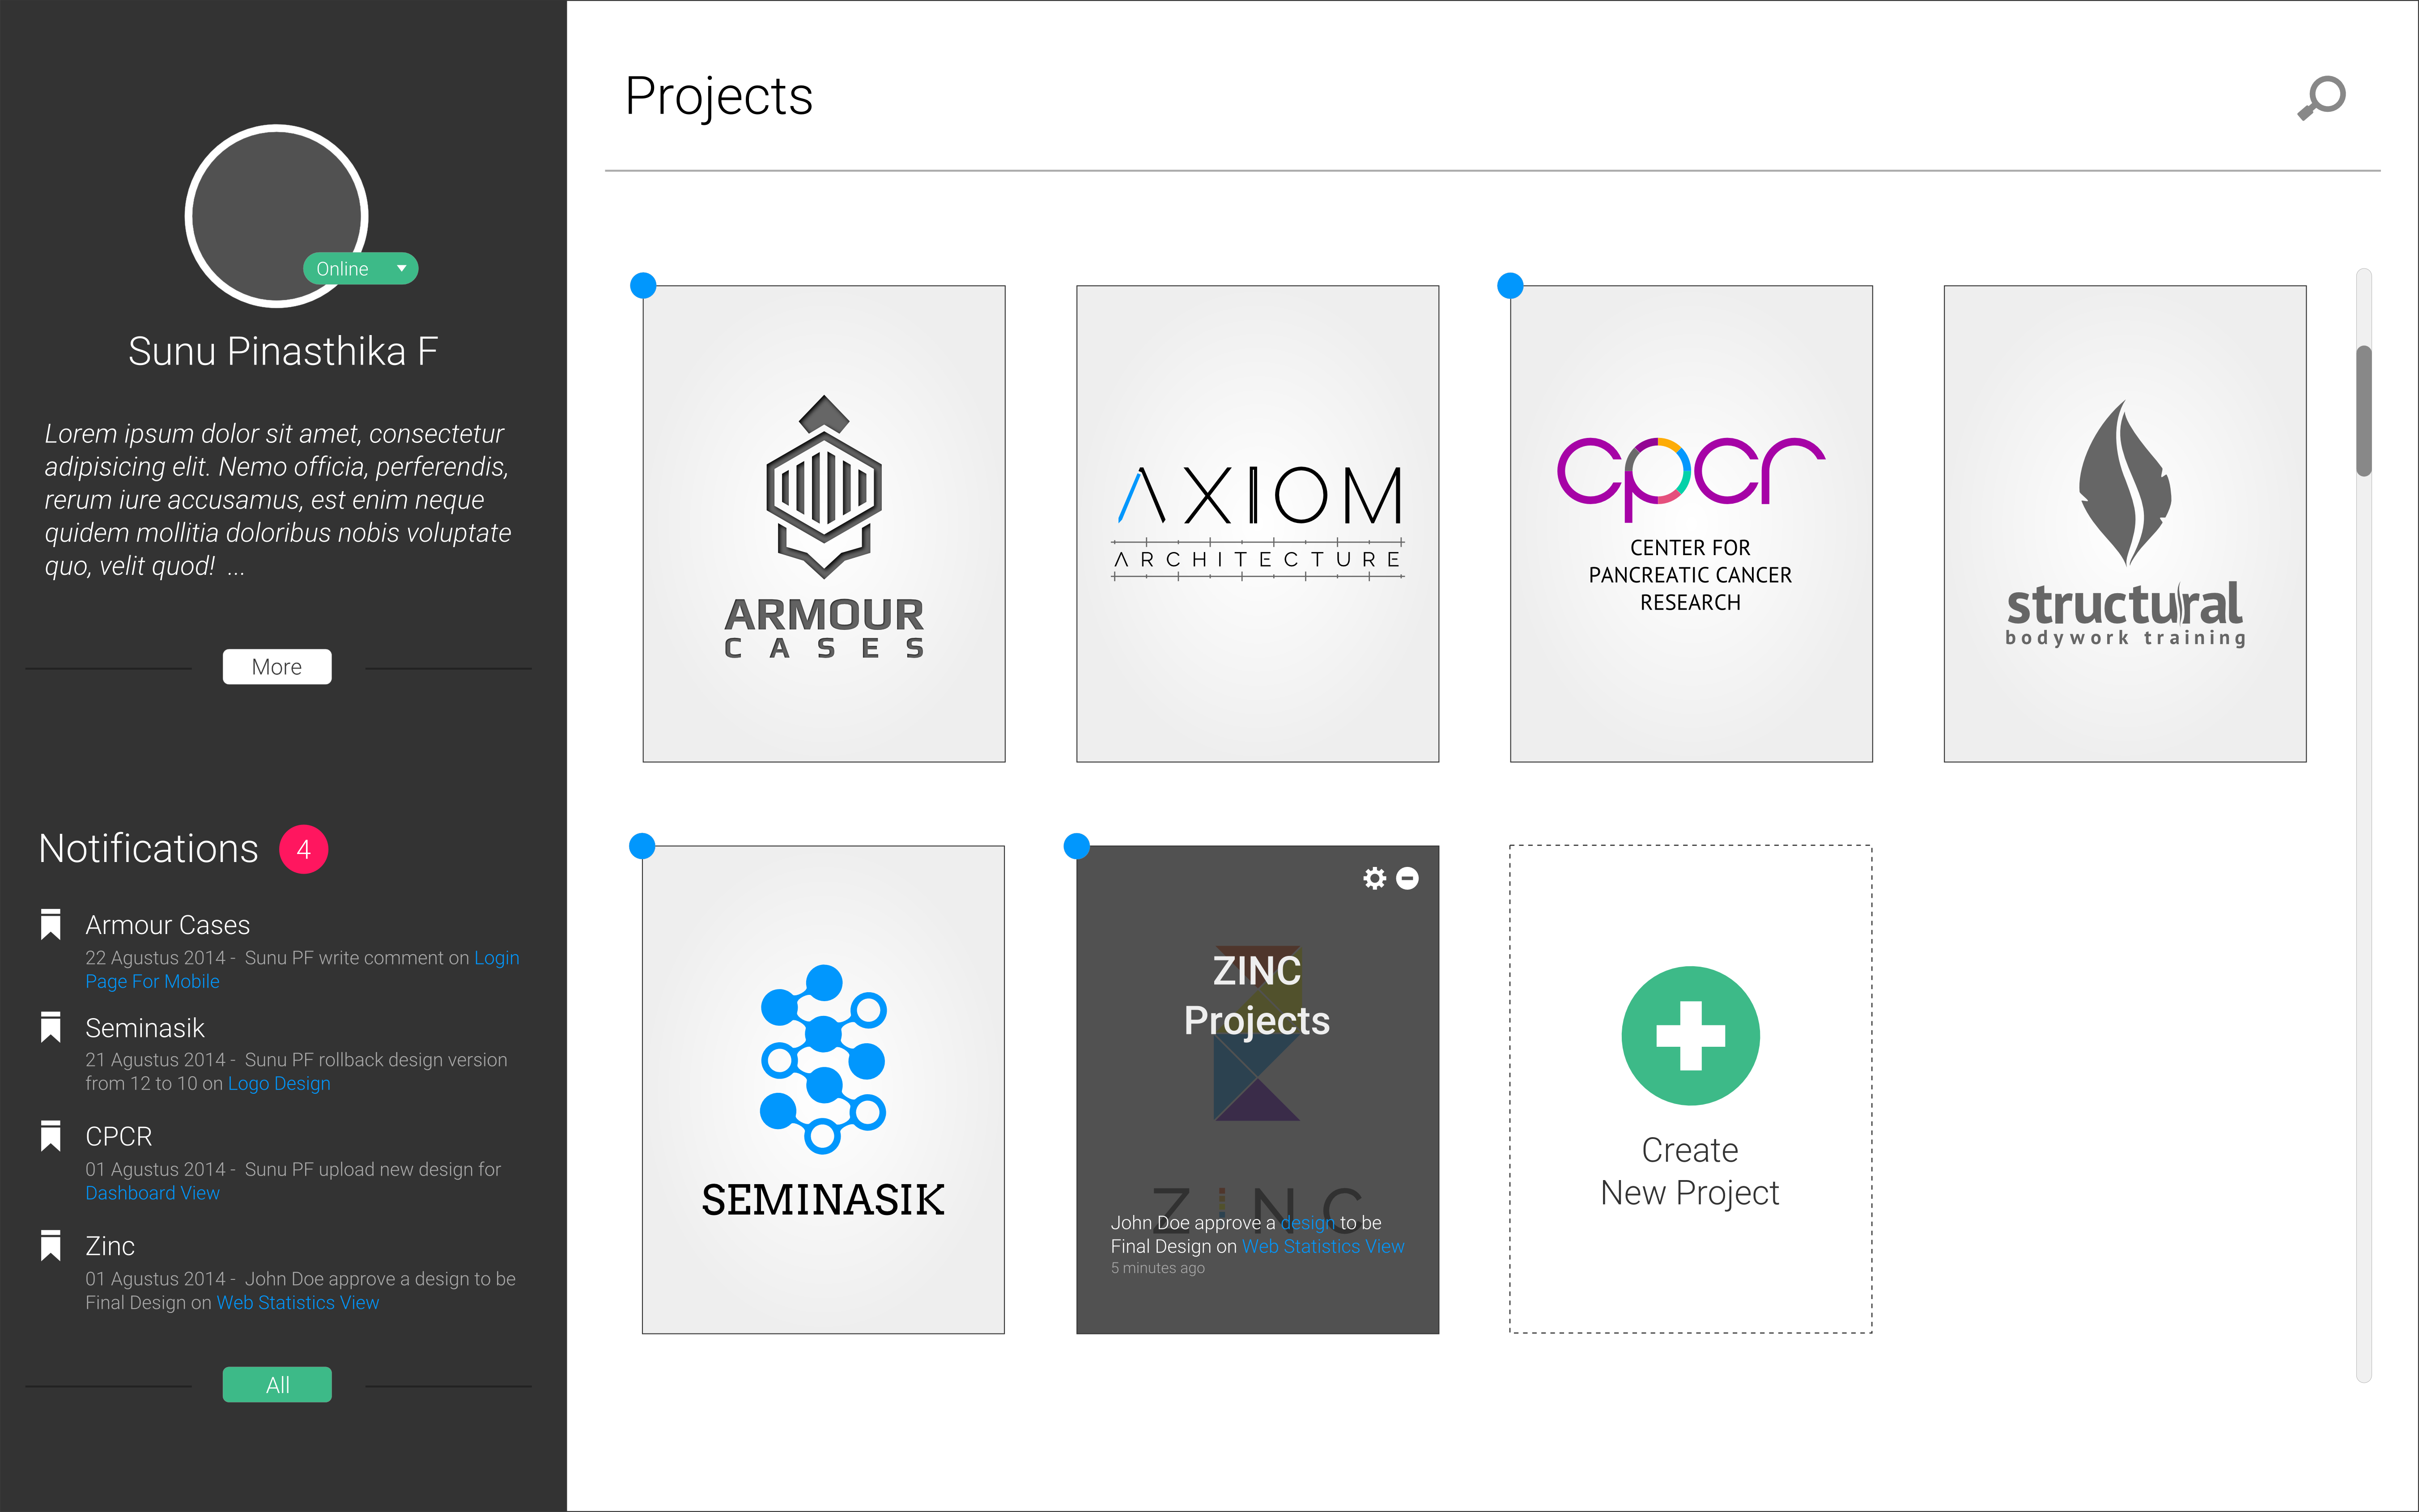 Online
Sunu Pinasthika F
Lorem ipsum dolor sit amet, consectetur
adipisicing elit. Nemo officia, perferendis,
rerum iure accusamus, est enim neque
quidem mollitia doloribus nobis voluptate
quo, velit quod!  ...
More
Notifications 4
Armour Cases
22 Agustus 2014 -  Sunu PF write comment on Login
Page For Mobile
Seminasik
21 Agustus 2014 -  Sunu PF rollback design version
from 12 to 10 on Logo Design
CPCR
01 Agustus 2014 -  Sunu PF upload new design for
Dashboard View
Zinc
01 Agustus 2014 -  John Doe approve a design to be
Final Design on Web Statistics View
All
Projects
ARMOUR
CASES
AXIOM
ARCHITECTURE
cpcr
CENTER FOR
PANCREATIC CANCER
RESEARCH
structural
bodywork training
SEMINASIK
ZINC
Projects
ZINC
John Doe approve a design to be
Final Design on Web Statistics View
5 minutes ago
Create
New Project